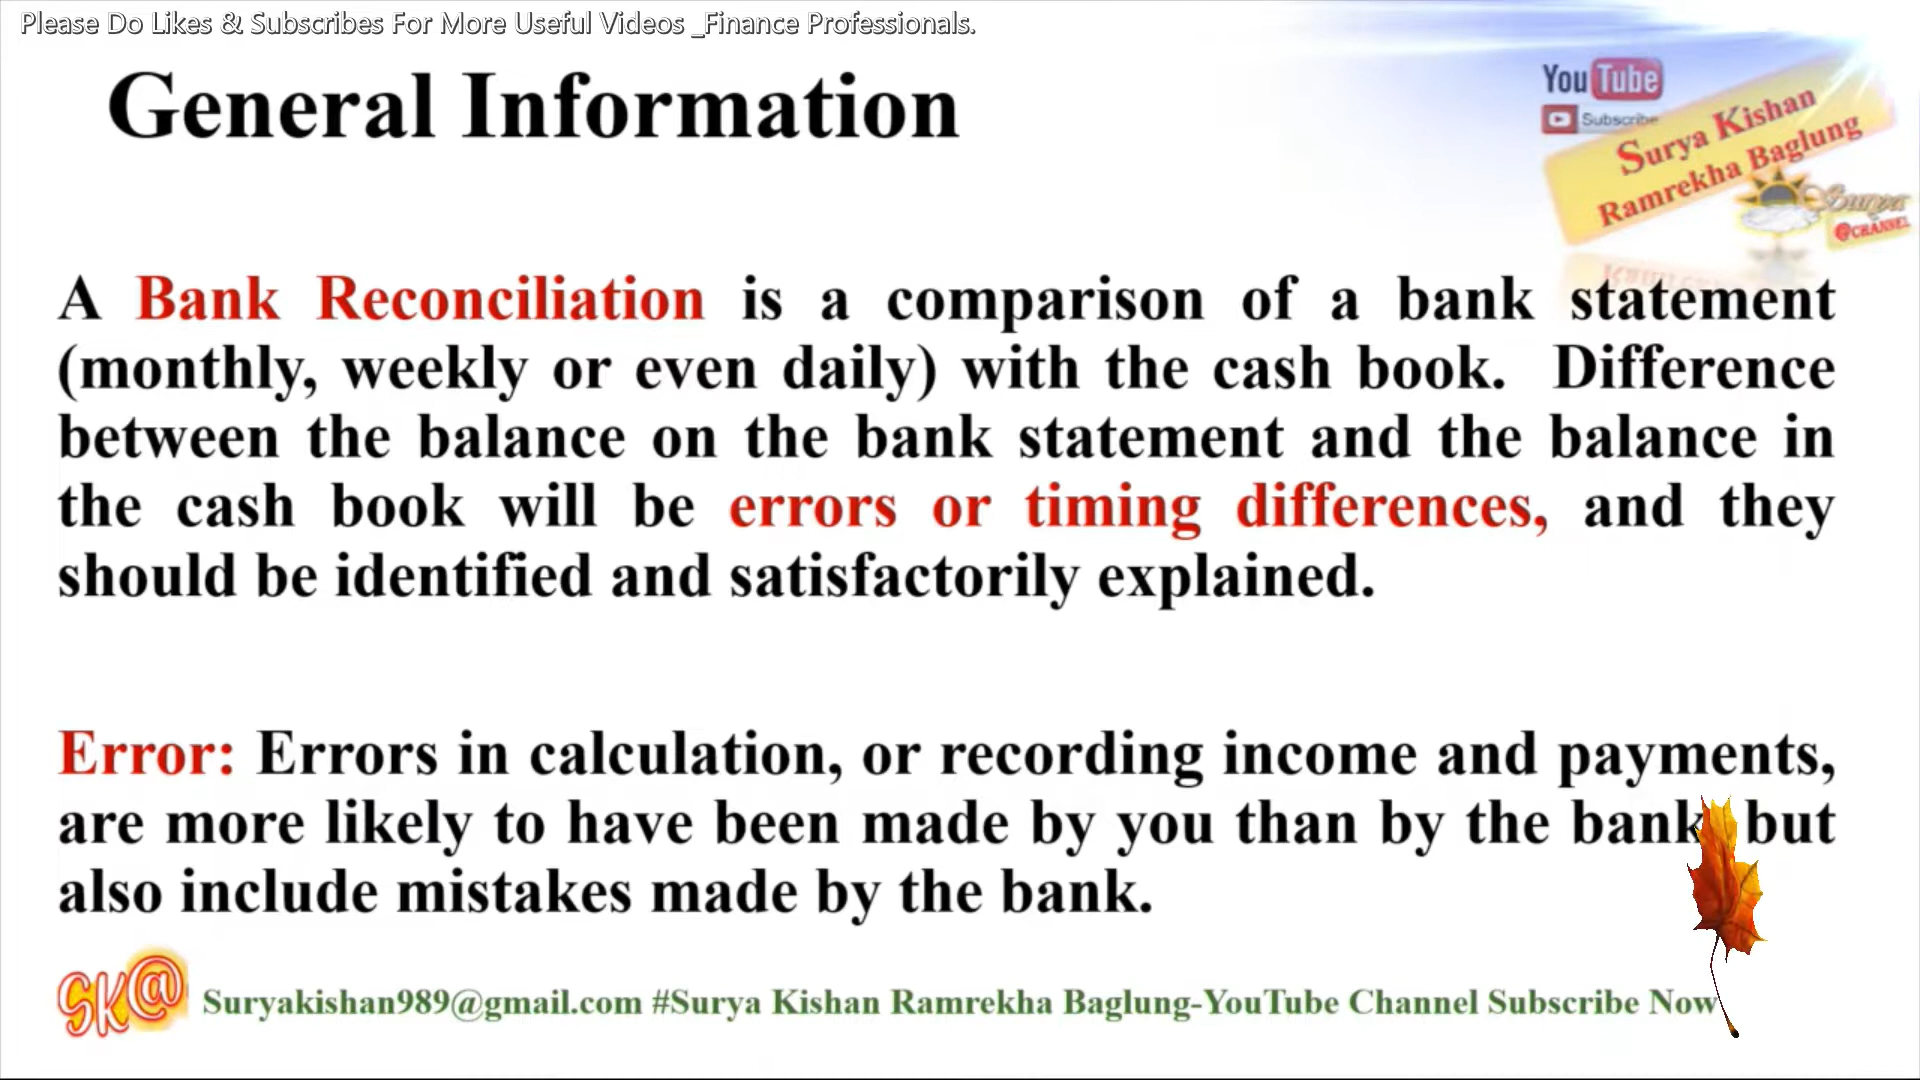 Please Do Likes & Subscribes For More Useful Videos _Finance Professionals.
General Information
YouTube
Subscribe
Surya Kishan
Ramrekha Baglung
Surya
@CHANNEL
A Bank Reconciliation is a comparison of a bank statement
(monthly, weekly or even daily) with the cash book. Difference
between the balance on the bank statement and the balance in
the cash book will be errors or timing differences, and they
should be identified and satisfactorily explained.
Error: Errors in calculation, or recording income and payments,
are more likely to have been made by you than by the bank, but
also include mistakes made by the bank.
SK@
Suryakishan989@gmail.com #Surya Kishan Ramrekha Baglung-YouTube Channel Subscribe Now